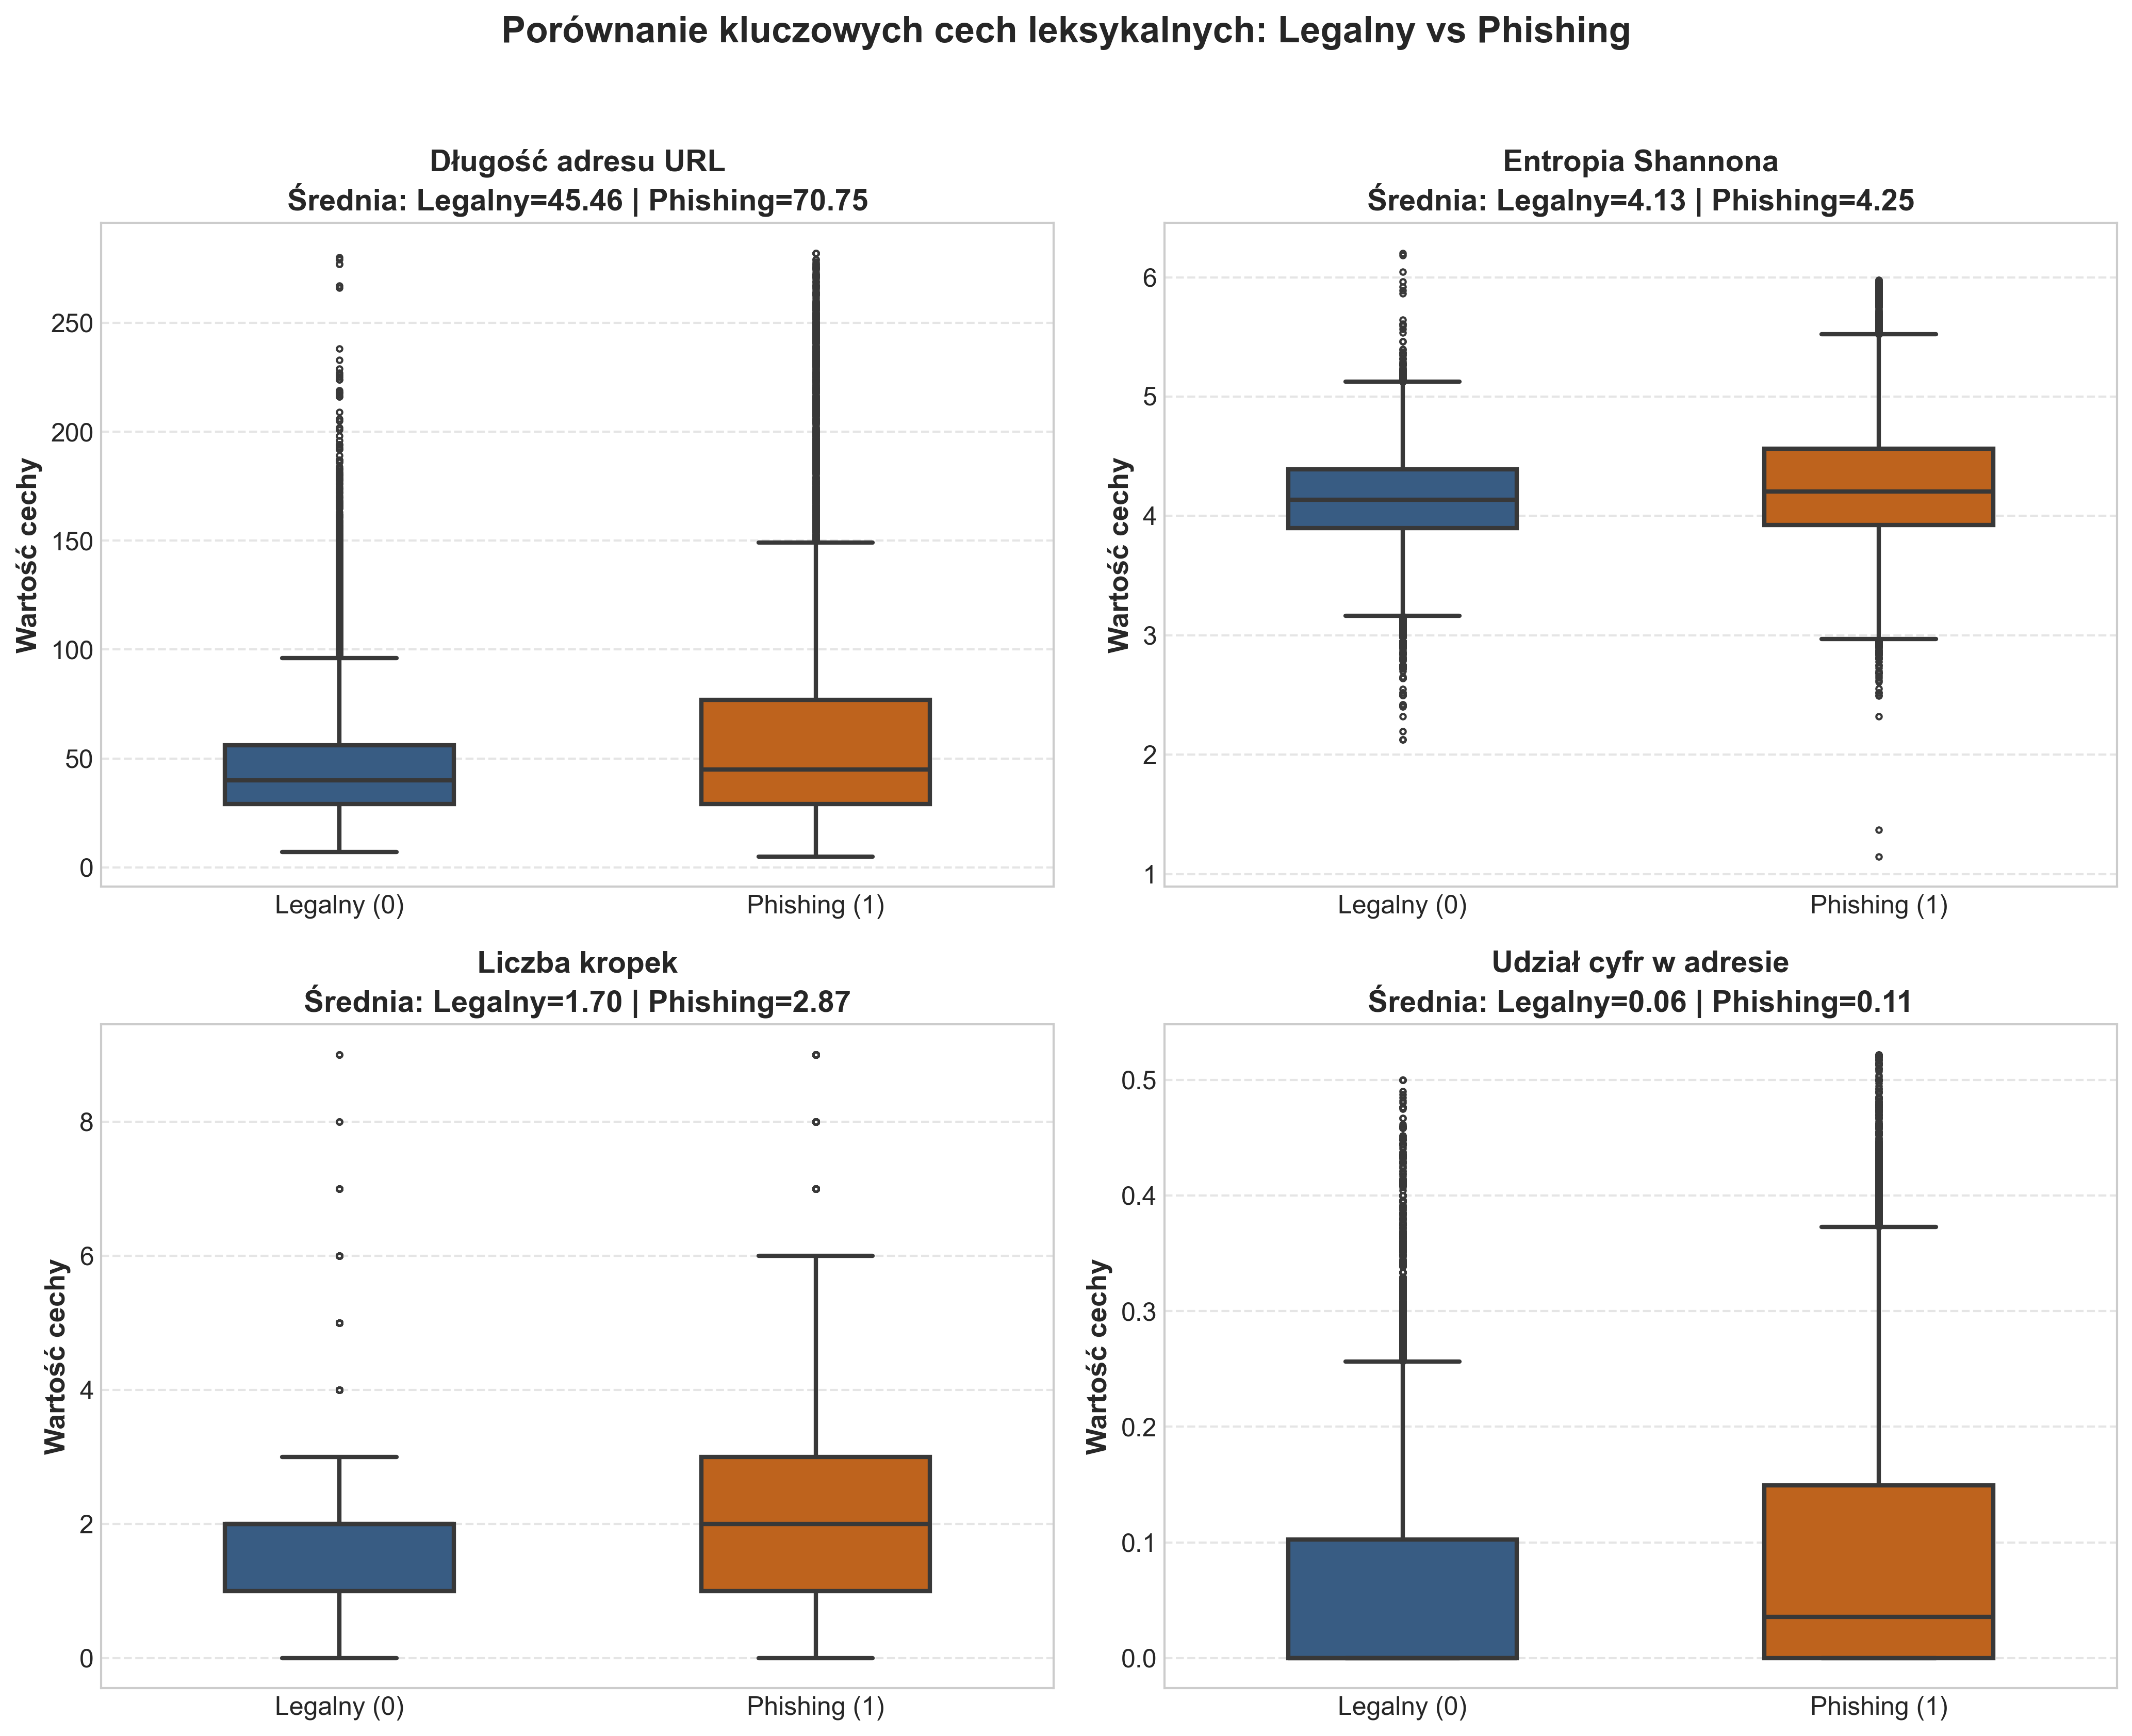 Porównanie kluczowych cech leksykalnych: Legalny vs Phishing
Długość adresu URL
Średnia: Legalny=45.46 | Phishing=70.75
Wartość cechy
250
200
150
100
50
0
Legalny (0)
Phishing (1)
Entropia Shannona
Średnia: Legalny=4.13 | Phishing=4.25
Wartość cechy
6
5
4
3
2
1
Legalny (0)
Phishing (1)
Liczba kropek
Średnia: Legalny=1.70 | Phishing=2.87
Wartość cechy
8
6
4
2
0
Legalny (0)
Phishing (1)
Udział cyfr w adresie
Średnia: Legalny=0.06 | Phishing=0.11
Wartość cechy
0.5
0.4
0.3
0.2
0.1
0.0
Legalny (0)
Phishing (1)